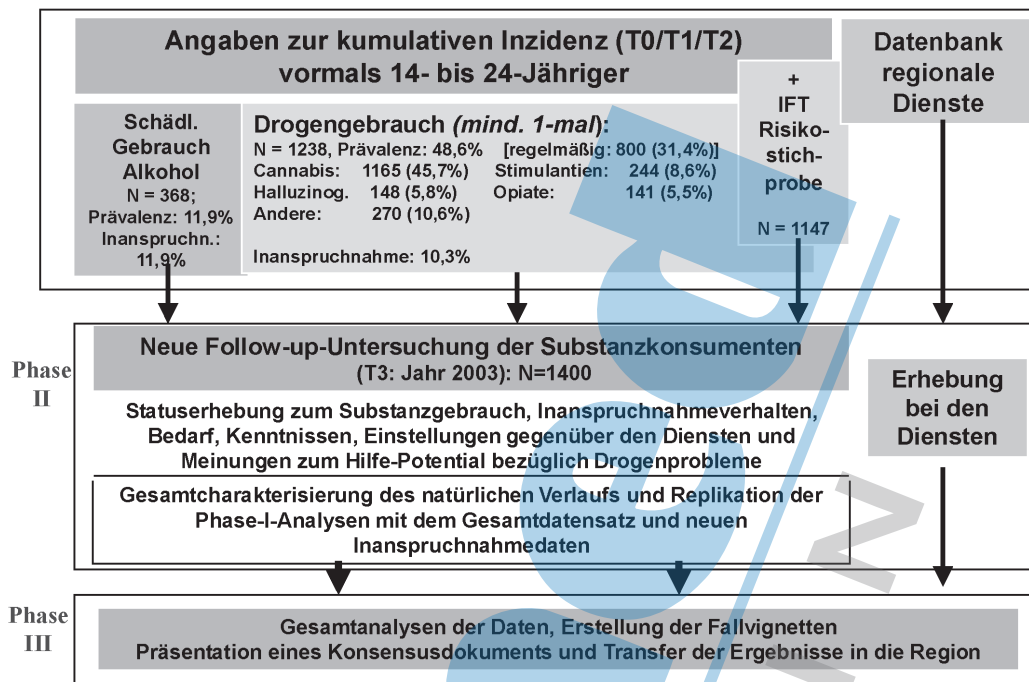 Angaben zur kumulativen Inzidenz (T0/T1/T2)
vormals 14- bis 24-Jähriger
Datenbank
regionale
Dienste
Schädl.
Gebrauch
Alkohol
N = 368;
Prävalenz: 11,9%
Inanspruchn.:
11,9%
Drogengebrauch (mind. 1-mal):
N = 1238, Prävalenz: 48,6% [regelmäßig: 800 (31,4%)]
Cannabis: 1165 (45,7%) Stimulantien: 244 (8,6%)
Halluzinog. 148 (5,8%) Opiate: 141 (5,5%)
Andere: 270 (10,6%)
Inanspruchnahme: 10,3%
+
IFT
Risiko-
stich-
probe
N = 1147
Phase
II
Neue Follow-up-Untersuchung der Substanzkonsumenten
(T3: Jahr 2003): N=1400
Statuserhebung zum Substanzgebrauch, Inanspruchnahmeverhalten,
Bedarf, Kenntnissen, Einstellungen gegenüber den Diensten und
Meinungen zum Hilfe-Potential bezüglich Drogenprobleme
Gesamtcharakterisierung des natürlichen Verlaufs und Replikation der
Phase-I-Analysen mit dem Gesamtdatensatz und neuen
Inanspruchnahmedaten
Erhebung
bei den
Diensten
Phase
III
Gesamtanalysen der Daten, Erstellung der Fallvignetten
Präsentation eines Konsensusdokuments und Transfer der Ergebnisse in die Region